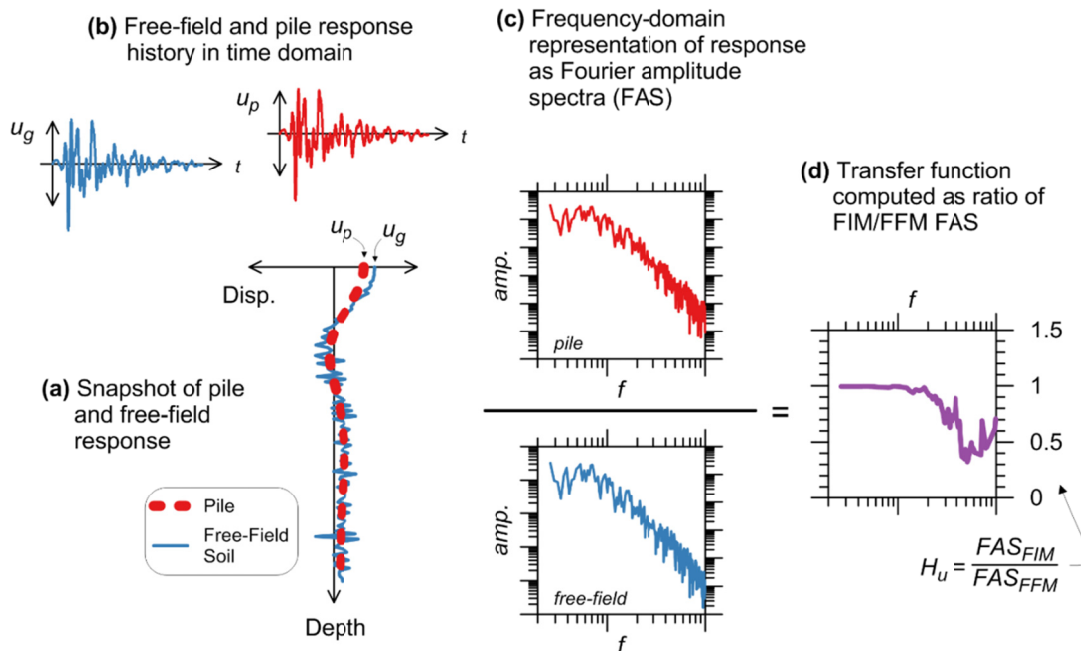 (b) Free-field and pile response
history in time domain
u_g
t
u_p
t
(c) Frequency-domain
representation of response
as Fourier amplitude
spectra (FAS)
(d) Transfer function
computed as ratio of
FIM/FFM FAS
u_p
u_g
Disp.
(a) Snapshot of pile
and free-field
response
Pile
Free-Field
Soil
Depth
amp.
pile
f
amp.
free-field
f
=
f
1.5
1
0.5
0
H_u = FAS_FIM / FAS_FFM